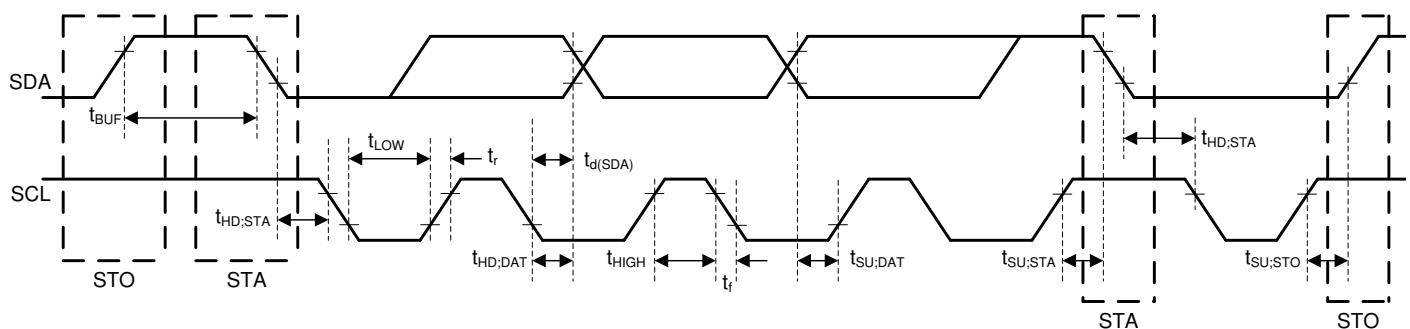 SDA
t_BUF
t_LOW
t_r
t_d(SDA)
t_HD;STA
SCL
t_HD;STA
t_HD;DAT
t_HIGH
t_f
t_SU;DAT
t_SU;STA
t_SU;STO
STO
STA
STA
STO